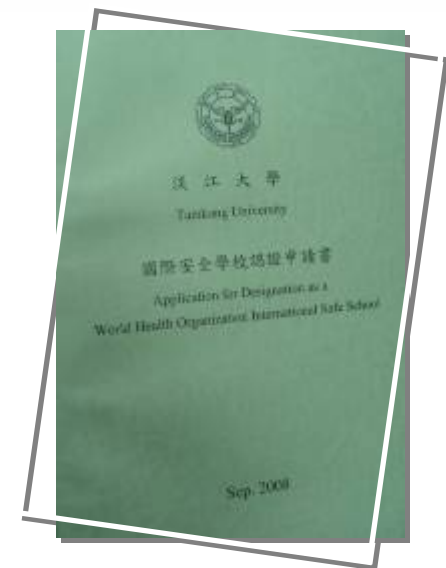 淡江大學
Tamkang University
國際安全學校認證申請書
Application for Designation as a
World Health Organization International Safe School
Sep. 2008